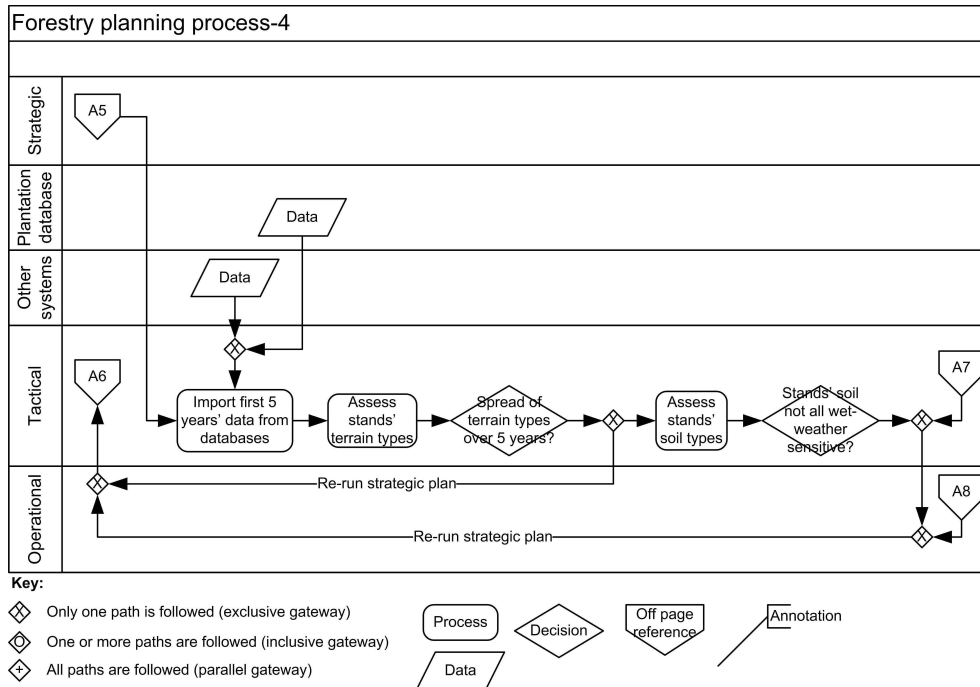 Forestry planning process-4
Strategic
A5
Plantation
database
Data
Other
systems
Data
Tactical
A6
Import first 5
years' data from
databases
Assess
stands'
terrain types
Spread of
terrain types
over 5 years?
X
Assess
stands'
soil types
Stands' soil
not all wet-
weather
sensitive?
X
A7
X
Operational
X
Re-run strategic plan
A8
Re-run strategic plan
X
Key:
X
Only one path is followed (exclusive gateway)
O
One or more paths are followed (inclusive gateway)
+
All paths are followed (parallel gateway)
Process
Decision
Off page
reference
Annotation
Data